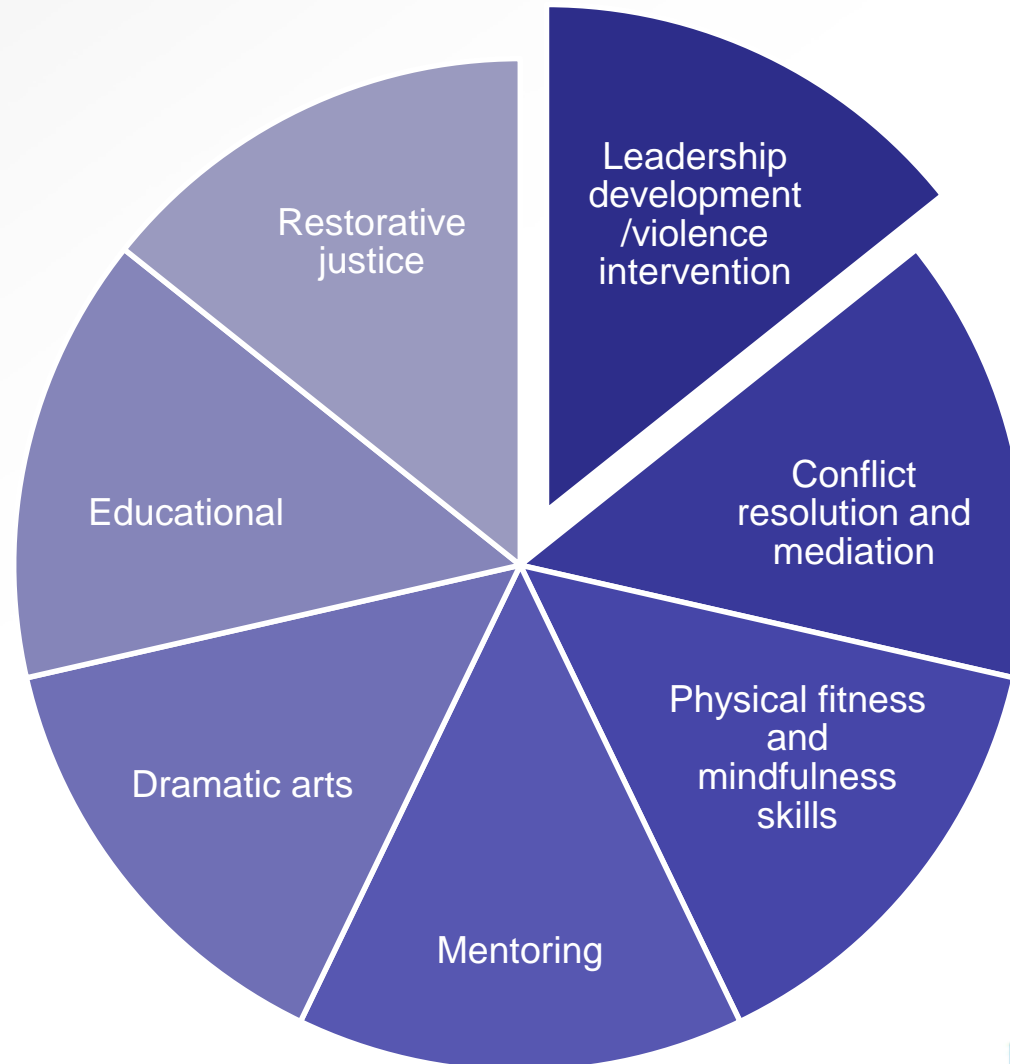 Leadership
development
/violence
intervention
Conflict
resolution and
mediation
Physical fitness
and
mindfulness
skills
Mentoring
Dramatic arts
Educational
Restorative
justice